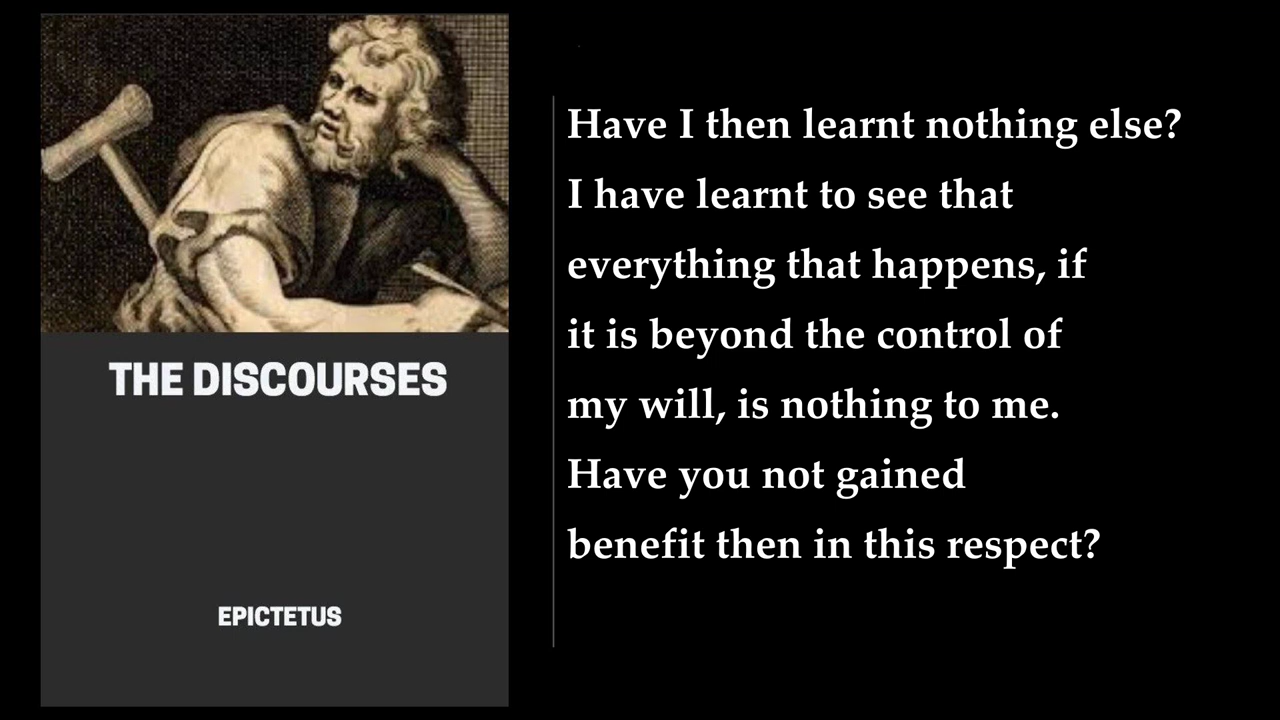 THE DISCOURSES
EPICTETUS
Have I then learnt nothing else?
I have learnt to see that
everything that happens, if
it is beyond the control of
my will, is nothing to me.
Have you not gained
benefit then in this respect?